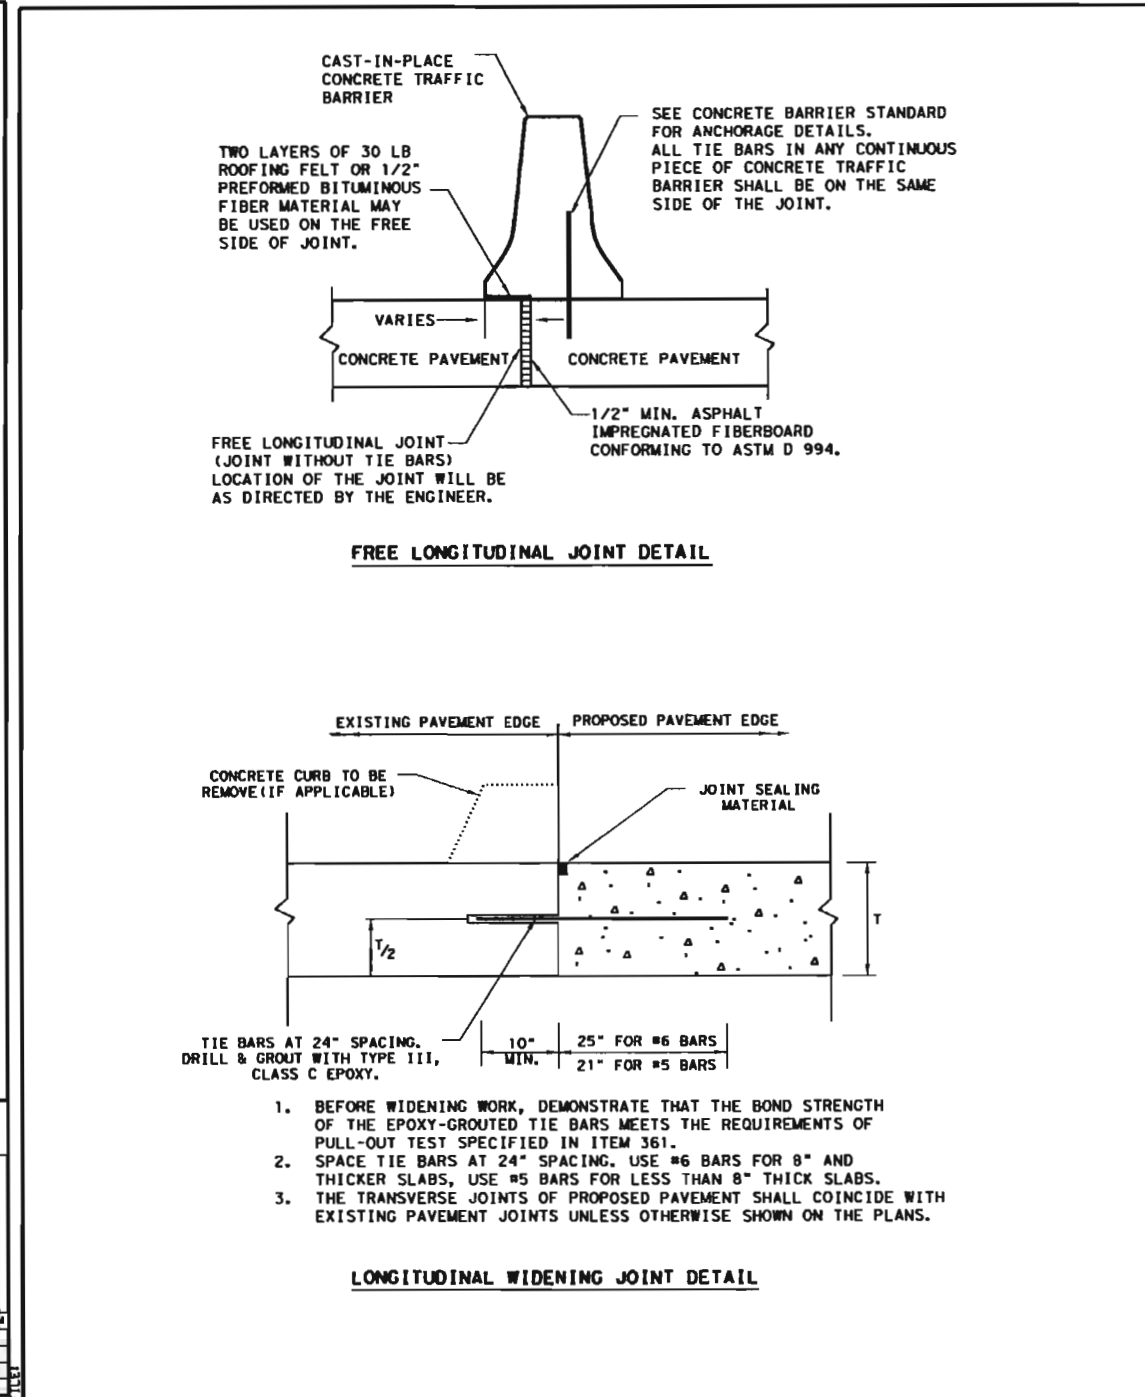 CAST-IN-PLACE
CONCRETE TRAFFIC
BARRIER
SEE CONCRETE BARRIER STANDARD
FOR ANCHORAGE DETAILS.
ALL TIE BARS IN ANY CONTINUOUS
PIECE OF CONCRETE TRAFFIC
BARRIER SHALL BE ON THE SAME
SIDE OF THE JOINT.
TWO LAYERS OF 30 LB
ROOFING FELT OR 1/2"
PREFORMED BITUMINOUS
FIBER MATERIAL MAY
BE USED ON THE FREE
SIDE OF JOINT.
VARIES
CONCRETE PAVEMENT
CONCRETE PAVEMENT
1/2" MIN. ASPHALT
IMPREGNATED FIBERBOARD
CONFORMING TO ASTM D 994.
FREE LONGITUDINAL JOINT
(JOINT WITHOUT TIE BARS)
LOCATION OF THE JOINT WILL BE
AS DIRECTED BY THE ENGINEER.
FREE LONGITUDINAL JOINT DETAIL
EXISTING PAVEMENT EDGE
PROPOSED PAVEMENT EDGE
CONCRETE CURB TO BE
REMOVE(IF APPLICABLE)
JOINT SEALING
MATERIAL
T
T/2
TIE BARS AT 24" SPACING.
DRILL & GROUT WITH TYPE III,
CLASS C EPOXY.
10"
MIN.
25" FOR #6 BARS
21" FOR #5 BARS
1. BEFORE WIDENING WORK, DEMONSTRATE THAT THE BOND STRENGTH
OF THE EPOXY-GROUTED TIE BARS MEETS THE REQUIREMENTS OF
PULL-OUT TEST SPECIFIED IN ITEM 361.
2. SPACE TIE BARS AT 24" SPACING. USE #6 BARS FOR 8" AND
THICKER SLABS, USE #5 BARS FOR LESS THAN 8" THICK SLABS.
3. THE TRANSVERSE JOINTS OF PROPOSED PAVEMENT SHALL COINCIDE WITH
EXISTING PAVEMENT JOINTS UNLESS OTHERWISE SHOWN ON THE PLANS.
LONGITUDINAL WIDENING JOINT DETAIL